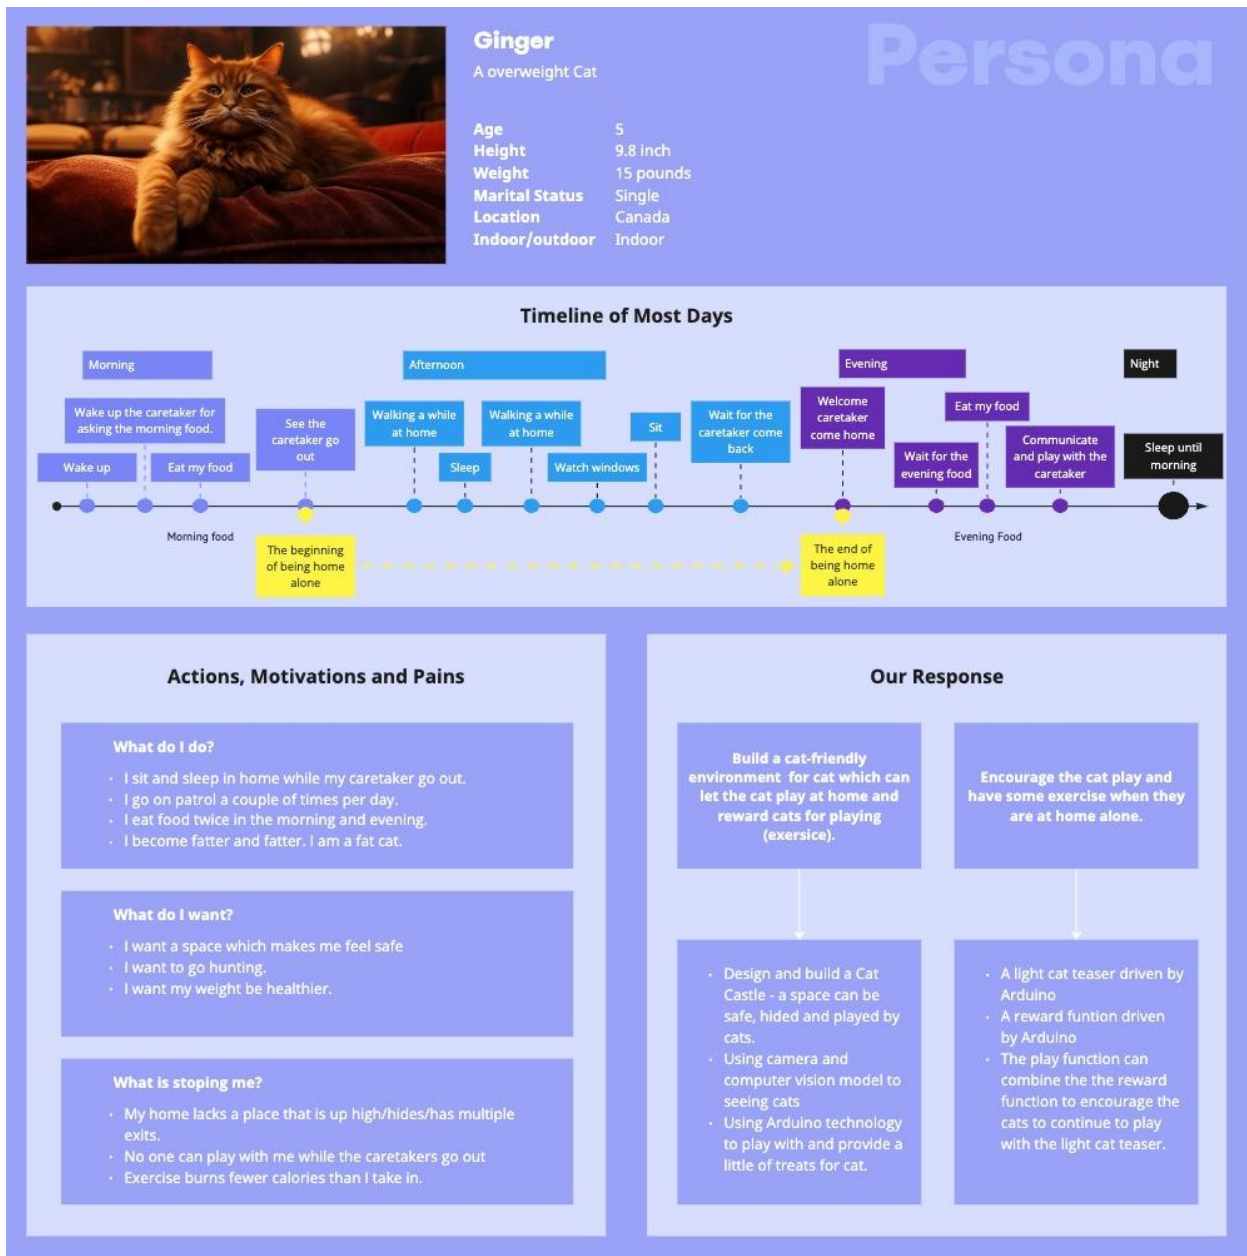 Ginger
Persona
A overweight Cat
Age 5
Height 9.8 inch
Weight 15 pounds
Marital Status Single
Location Canada
Indoor/outdoor Indoor
Timeline of Most Days
Morning
Afternoon
Evening
Night
Wake up
Wake up the caretaker for
asking the morning food.
Eat my food
See the
caretaker go
out
Walking a while
at home
Sleep
Walking a while
at home
Watch windows
Sit
Wait for the
caretaker come
back
Welcome
caretaker
come home
Wait for the
evening food
Eat my food
Communicate
and play with the
caretaker
Sleep until
morning
Morning food
The beginning
of being home
alone
The end of
being home
alone
Evening Food
Actions, Motivations and Pains
What do I do?
· I sit and sleep in home while my caretaker go out.
· I go on patrol a couple of times per day.
· I eat food twice in the morning and evening.
· I become fatter and fatter. I am a fat cat.
What do I want?
· I want a space which makes me feel safe
· I want to go hunting.
· I want my weight be healthier.
What is stoping me?
· My home lacks a place that is up high/hides/has multiple
exits.
· No one can play with me while the caretakers go out
· Exercise burns fewer calories than I take in.
Our Response
Build a cat-friendly
environment for cat which can
let the cat play at home and
reward cats for playing
(exersice).
Encourage the cat play and
have some exercise when they
are at home alone.
· Design and build a Cat
Castle - a space can be
safe, hided and played by
cats.
· Using camera and
computer vision model to
seeing cats
· Using Arduino technology
to play with and provide a
little of treats for cat.
· A light cat teaser driven by
Arduino
· A reward funtion driven
by Arduino
· The play function can
combine the the reward
function to encourage the
cats to continue to play
with the light cat teaser.